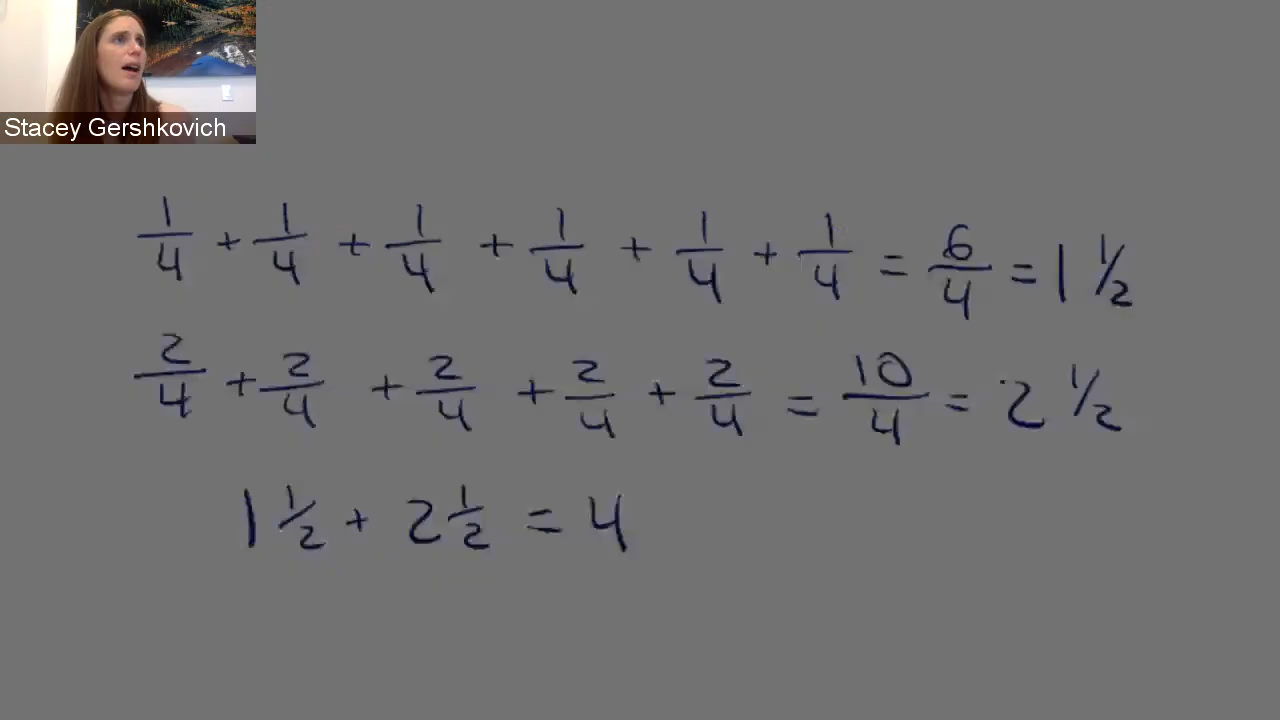 Stacey Gershkovich
1/4 + 1/4 + 1/4 + 1/4 + 1/4 + 1/4 = 6/4 = 1 1/2
2/4 + 2/4 + 2/4 + 2/4 + 2/4 = 10/4 = 2 1/2
1 1/2 + 2 1/2 = 4